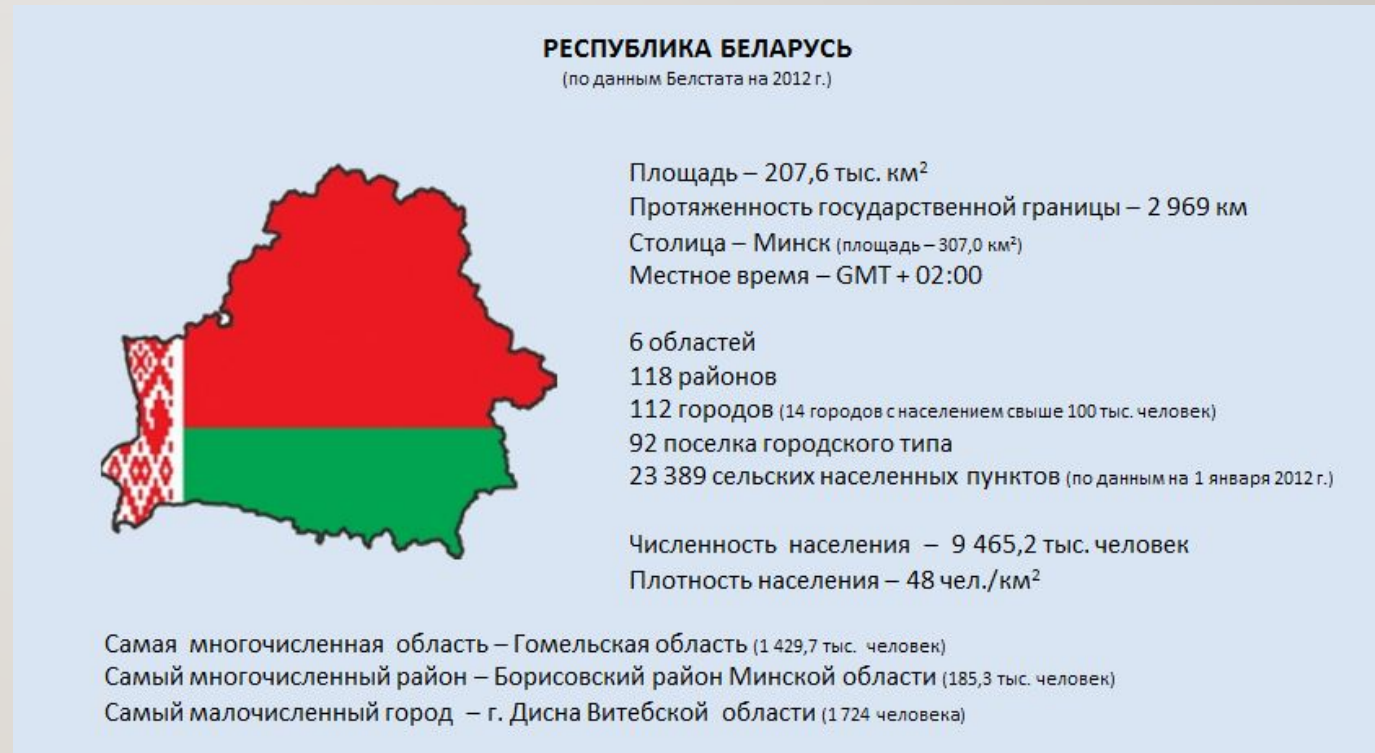 РЕСПУБЛИКА БЕЛАРУСЬ
(по данным Белстата на 2012 г.)
Площадь – 207,6 тыс. км²
Протяженность государственной границы – 2 969 км
Столица – Минск (площадь – 307,0 км²)
Местное время – GMT + 02:00
6 областей
118 районов
112 городов (14 городов с населением свыше 100 тыс. человек)
92 поселка городского типа
23 389 сельских населенных пунктов (по данным на 1 января 2012 г.)
Численность населения – 9 465,2 тыс. человек
Плотность населения – 48 чел./км²
Самая многочисленная область – Гомельская область (1 429,7 тыс. человек)
Самый многочисленный район – Борисовский район Минской области (185,3 тыс. человек)
Самый малочисленный город – г. Дисна Витебской области (1 724 человека)